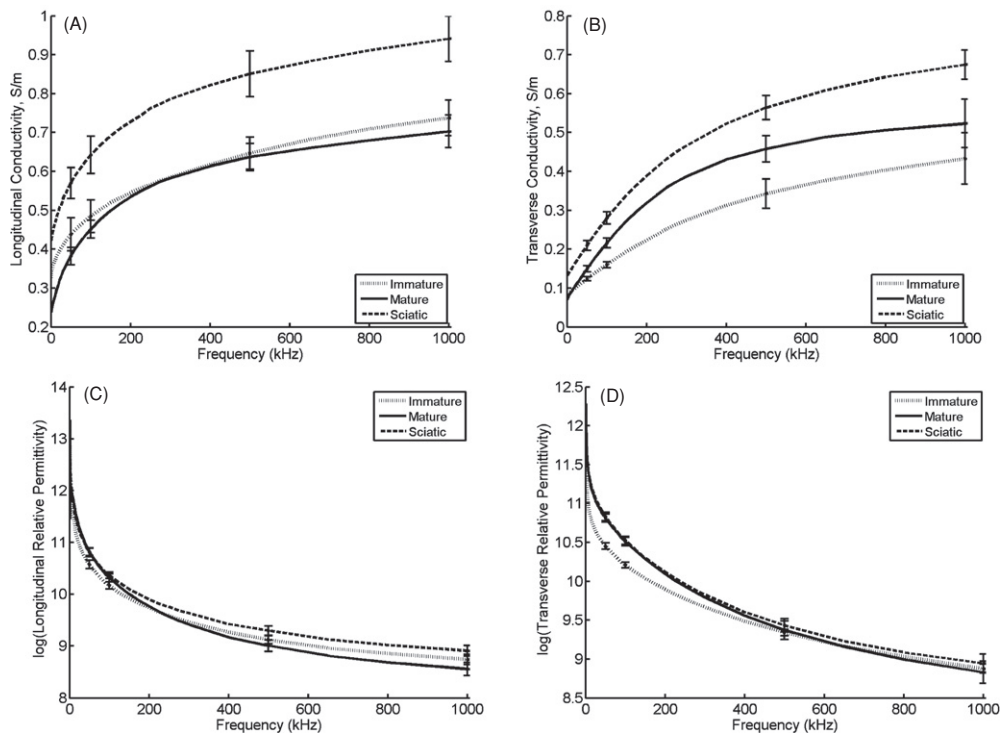 (A)
1
0.9
0.8
0.7
0.6
0.5
0.4
0.3
0.2
Longitudinal Conductivity, S/m
0 200 400 600 800 1000
Frequency (kHz)
Immature
Mature
Sciatic
(B)
0.8
0.7
0.6
0.5
0.4
0.3
0.2
0.1
0
Transverse Conductivity, S/m
0 200 400 600 800 1000
Frequency (kHz)
Immature
Mature
Sciatic
(C)
14
13
12
11
10
9
8
log(Longitudinal Relative Permittivity)
0 200 400 600 800 1000
Frequency (kHz)
Immature
Mature
Sciatic
(D)
12.5
12
11.5
11
10.5
10
9.5
9
8.5
log(Transverse Relative Permittivity)
0 200 400 600 800 1000
Frequency (kHz)
Immature
Mature
Sciatic